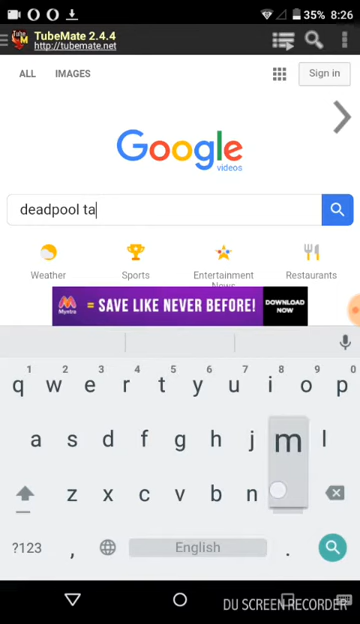 35% 8:26
TubeMate 2.4.4
http://tubemate.net
ALL IMAGES Sign in
Google
videos
deadpool ta
Weather Sports Entertainment News Restaurants
Myntra = SAVE LIKE NEVER BEFORE! DOWNLOAD NOW
1 2 3 4 5 6 7 8 9 0
q w e r t y u i o p
a s d f g h j m l
z x c v b n
?123 , English .
DU SCREEN RECORDER